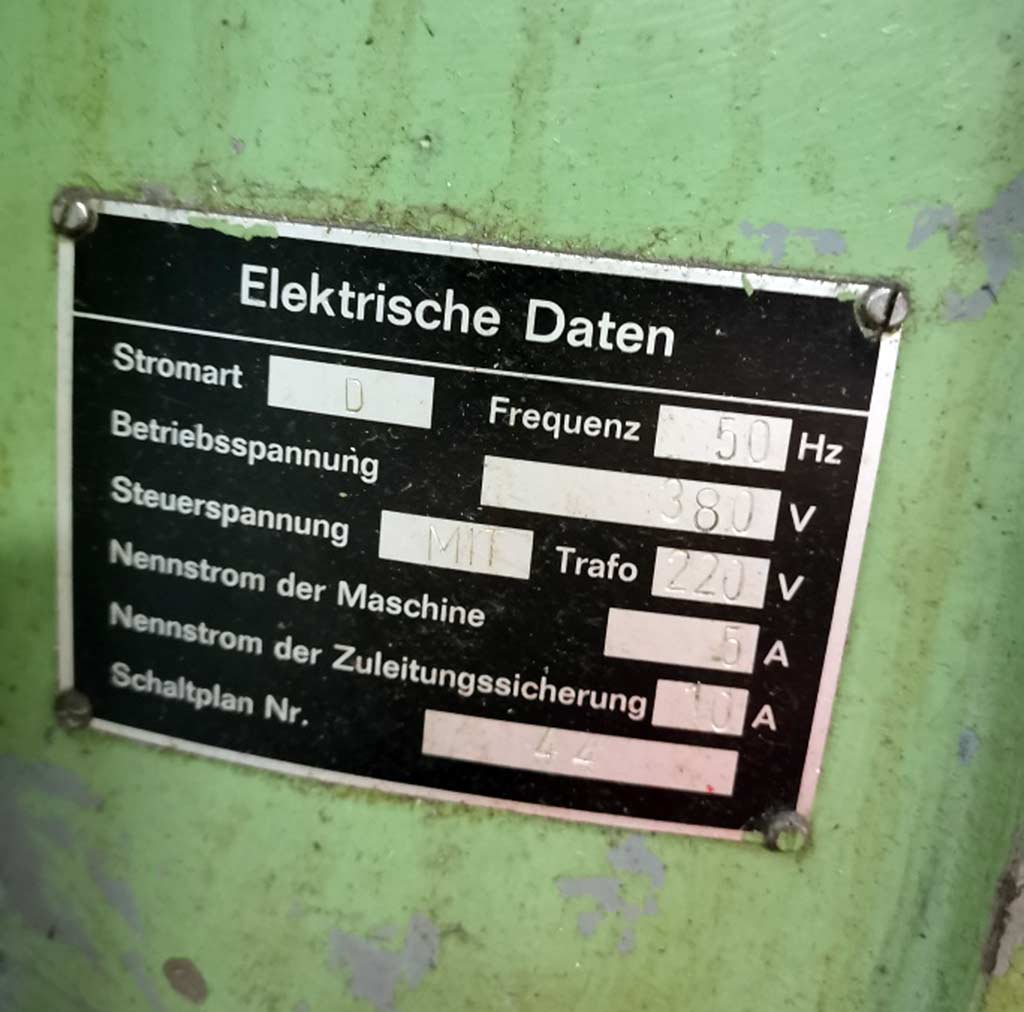 Elektrische Daten
Stromart D Frequenz 50 Hz
Betriebsspannung 380 V
Steuerspannung MIT Trafo 220 V
Nennstrom der Maschine 5 A
Nennstrom der Zuleitungssicherung 10 A
Schaltplan Nr. 44